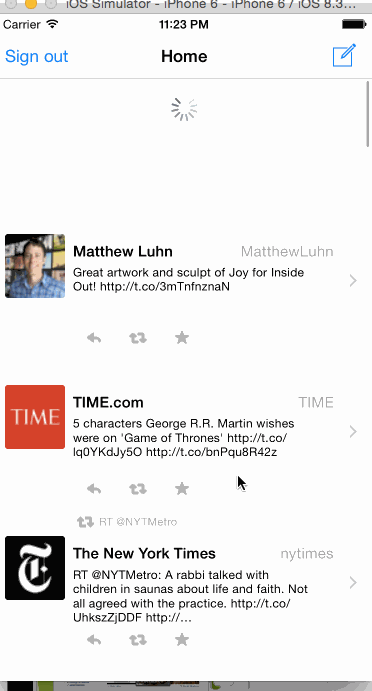 iOS Simulator - iPhone 6 - iPhone 6 / iOS 8.3...
Carrier 11:23 PM
Sign out Home
Matthew Luhn MatthewLuhn
Great artwork and sculpt of Joy for Inside
Out! http://t.co/3mTnfnznaN
TIME
TIME.com TIME
5 characters George R.R. Martin wishes
were on 'Game of Thrones' http://t.co/
lq0YKdJy5O http://t.co/bnPqu8R42z
RT @NYTMetro
The New York Times nytimes
RT @NYTMetro: A rabbi talked with
children in saunas about life and faith. Not
all agreed with the practice. http://t.co/
UhkszZjDDF http://...